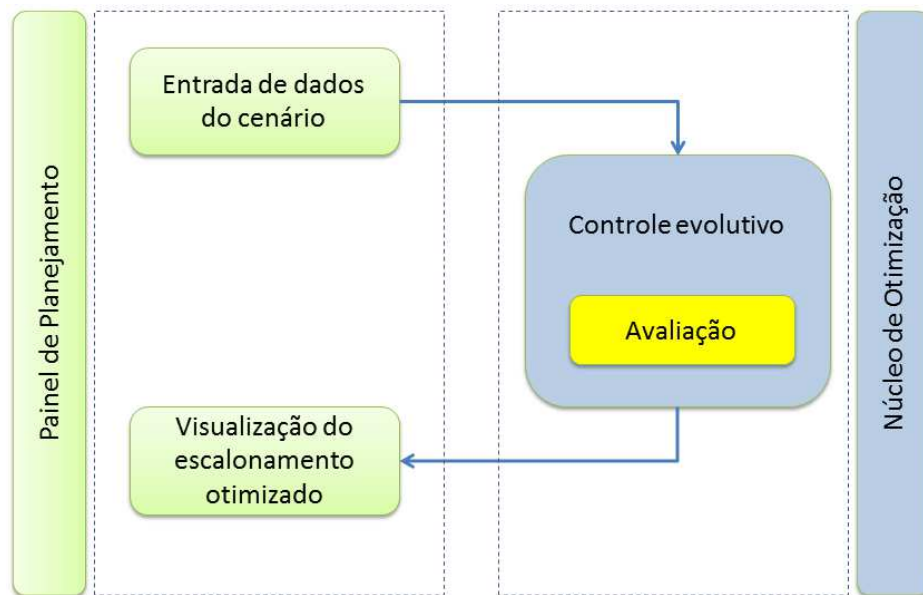 Painel de Planejamento
Entrada de dados
do cenário
Controle evolutivo
Avaliação
Visualização do
escalonamento
otimizado
Núcleo de Otimização